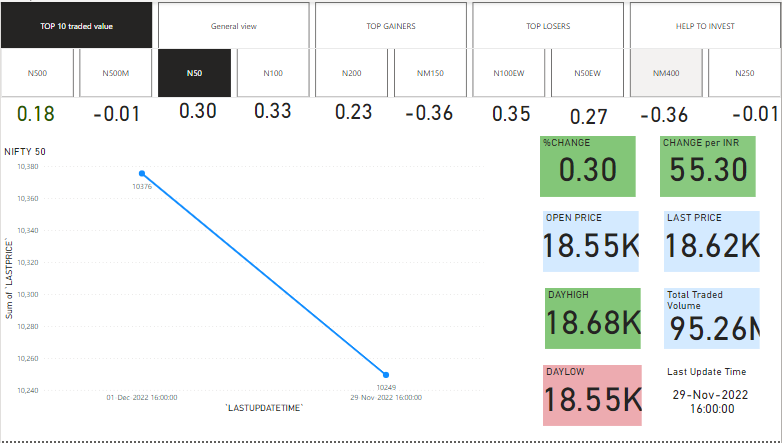 TOP 10 traded value
General view
TOP GAINERS
TOP LOSERS
HELP TO INVEST
N500
N500M
N50
N100
N200
NM150
N100EW
N50EW
NM400
N250
0.18
-0.01
0.30
0.33
0.23
-0.36
0.35
0.27
-0.36
-0.01
NIFTY 50
Sum of `LASTPRICE`
10,380
10,360
10,340
10,320
10,300
10,280
10,260
10,240
10376
10249
01-Dec-2022 16:00:00
29-Nov-2022 16:00:00
`LASTUPDATETIME`
%CHANGE
0.30
CHANGE per INR
55.30
OPEN PRICE
18.55K
LAST PRICE
18.62K
DAYHIGH
18.68K
Total Traded
Volume
95.26M
DAYLOW
18.55K
Last Update Time
29-Nov-2022
16:00:00